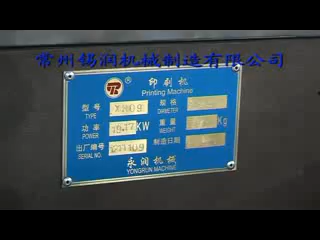 常州锡润机械制造有限公司
印刷机
Printing Machine
型号
TYPE
规格
DIRMETER
功率
POWER
KW
重量
WEIGHT
Kg
出厂编号
SERIAL NO.
制造日期
永润机械
YONGRUN MACHINE